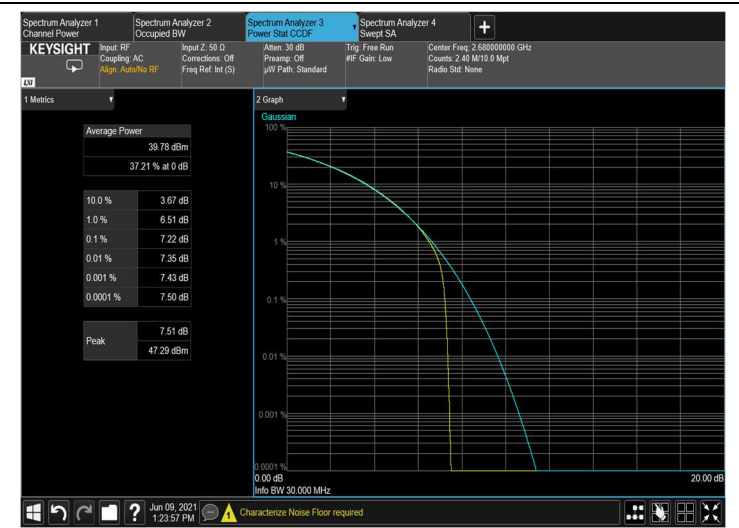 Spectrum Analyzer 1
Channel Power
Spectrum Analyzer 2
Occupied BW
Spectrum Analyzer 3
Power Stat CCDF
Spectrum Analyzer 4
Swept SA
+
KEYSIGHT
LXI
Input: RF
Coupling: AC
Align: Auto/No RF
Input Z: 50 Ω
Corrections: Off
Freq Ref: Int (S)
Atten: 30 dB
Preamp: Off
µW Path: Standard
Trig: Free Run
#IF Gain: Low
Center Freq: 2.680000000 GHz
Counts: 2.40 M/10.0 Mpt
Radio Std: None
1 Metrics
Average Power
39.78 dBm
37.21 % at 0 dB
10.0 % 3.67 dB
1.0 % 6.51 dB
0.1 % 7.22 dB
0.01 % 7.35 dB
0.001 % 7.43 dB
0.0001 % 7.50 dB
Peak
7.51 dB
47.29 dBm
2 Graph
Gaussian
100 %
10 %
1 %
0.1 %
0.01 %
0.001 %
0.0001 %
0.00 dB 20.00 dB
Info BW 30.000 MHz
?
Jun 09, 2021
1:23:57 PM
1
Characterize Noise Floor required